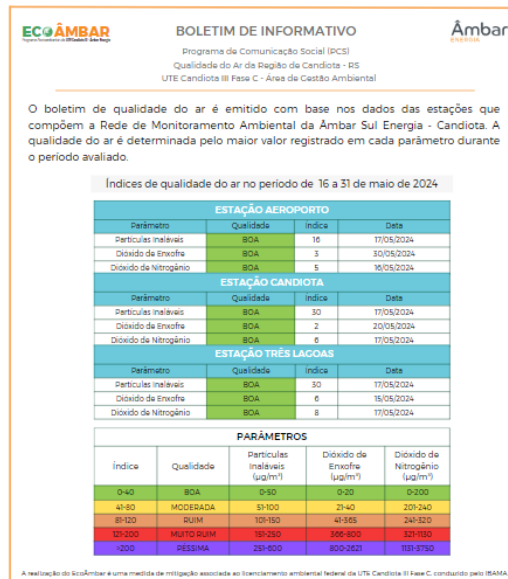 ECOÂMBAR
BOLETIM DE INFORMATIVO
Âmbar
ENERGIA
Programa de Comunicação Social (PCS)
Qualidade do Ar da Região de Candiota - RS
UTE Candiota III Fase C - Área de Gestão Ambiental
O boletim de qualidade do ar é emitido com base nos dados das estações que
compõem a Rede de Monitoramento Ambiental da Âmbar Sul Energia - Candiota. A
qualidade do ar é determinada pelo maior valor registrado em cada parâmetro durante
o período avaliado.
Índices de qualidade do ar no período de 16 a 31 de maio de 2024
ESTAÇÃO AEROPORTO
Parâmetro Qualidade Indice Data
Partículas Inaláveis BOA 16 17/05/2024
Dióxido de Enxofre BOA 3 30/05/2024
Dióxido de Nitrogênio BOA 5 16/05/2024
ESTAÇÃO CANDIOTA
Parâmetro Qualidade Indice Data
Partículas Inaláveis BOA 30 17/05/2024
Dióxido de Enxofre BOA 2 20/05/2024
Dióxido de Nitrogênio BOA 6 17/05/2024
ESTAÇÃO TRÊS LAGOAS
Parâmetro Qualidade Indice Data
Partículas Inaláveis BOA 30 17/05/2024
Dióxido de Enxofre BOA 6 15/05/2024
Dióxido de Nitrogênio BOA 8 17/05/2024
PARÂMETROS
Índice Qualidade Partículas Inaláveis (µg/m³) Dióxido de Enxofre (µg/m³) Dióxido de Nitrogênio (µg/m³)
0-40 BOA 0-50 0-20 0-200
41-80 MODERADA 51-100 21-40 201-240
81-120 RUIM 101-150 41-365 241-320
121-200 MUITO RUIM 151-250 366-800 321-1130
>200 PÉSSIMA 251-600 800-2621 1131-3750
A realização do EcoÂmbar é uma medida de mitigação associada ao licenciamento ambiental federal da UTE Candiota III Fase C, conduzido pelo IBAMA